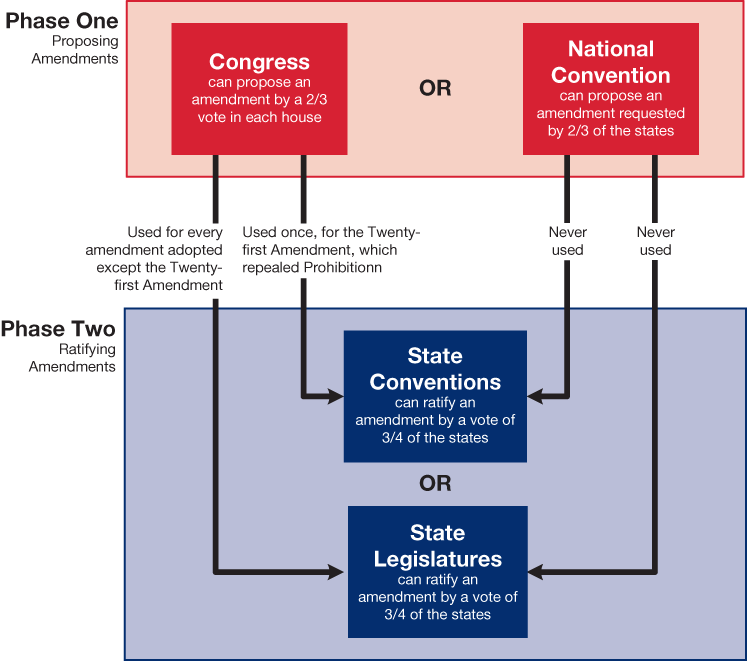 Phase One
Proposing
Amendments
Congress
can propose an
amendment by a 2/3
vote in each house
OR
National
Convention
can propose an
amendment requested
by 2/3 of the states
Used for every
amendment adopted
except the Twenty-
first Amendment
Used once, for the Twenty-
first Amendment, which
repealed Prohibitionn
Never
used
Never
used
Phase Two
Ratifying
Amendments
State
Conventions
can ratify an
amendment by a vote of
3/4 of the states
OR
State
Legislatures
can ratify an
amendment by a vote of
3/4 of the states